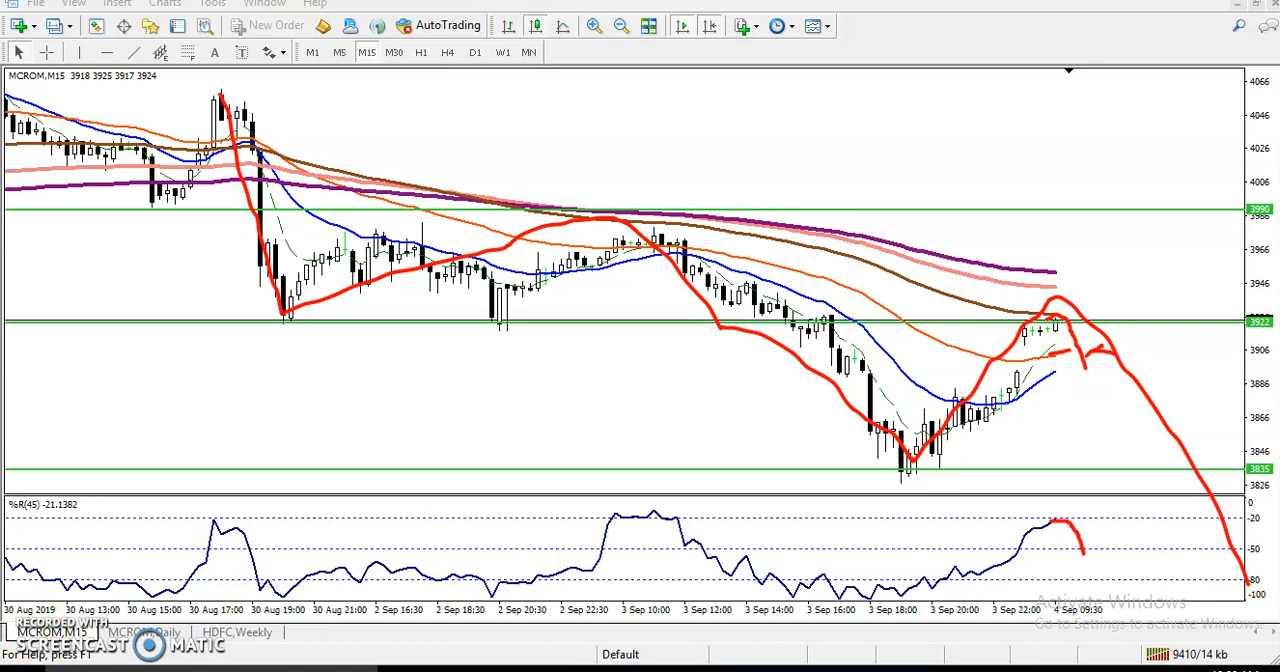 File View Insert Charts Tools Window Help
New Order AutoTrading
A T M1 M5 M15 M30 H1 H4 D1 W1 MN
MCROM,M15 3918 3925 3917 3924
4066
4046
4026
4006
3990
3986
3966
3946
3922
3906
3886
3866
3846
3835
3826
%R(45) -21.1382
0
-20
-50
-80
-100
30 Aug 2019 30 Aug 13:00 30 Aug 15:00 30 Aug 17:00 30 Aug 19:00 30 Aug 21:00 2 Sep 16:30 2 Sep 18:30 2 Sep 20:30 2 Sep 22:30 3 Sep 10:00 3 Sep 12:00 3 Sep 14:00 3 Sep 16:00 3 Sep 18:00 3 Sep 20:00 3 Sep 22:00 4 Sep 09:30
Activate Windows
Go to Settings to activate Windows.
RECORDED WITH
MCROM,M15 MCROM,Daily HDFC,Weekly
SCREENCAST MATIC
For Help, press F1 Default 9410/14 kb